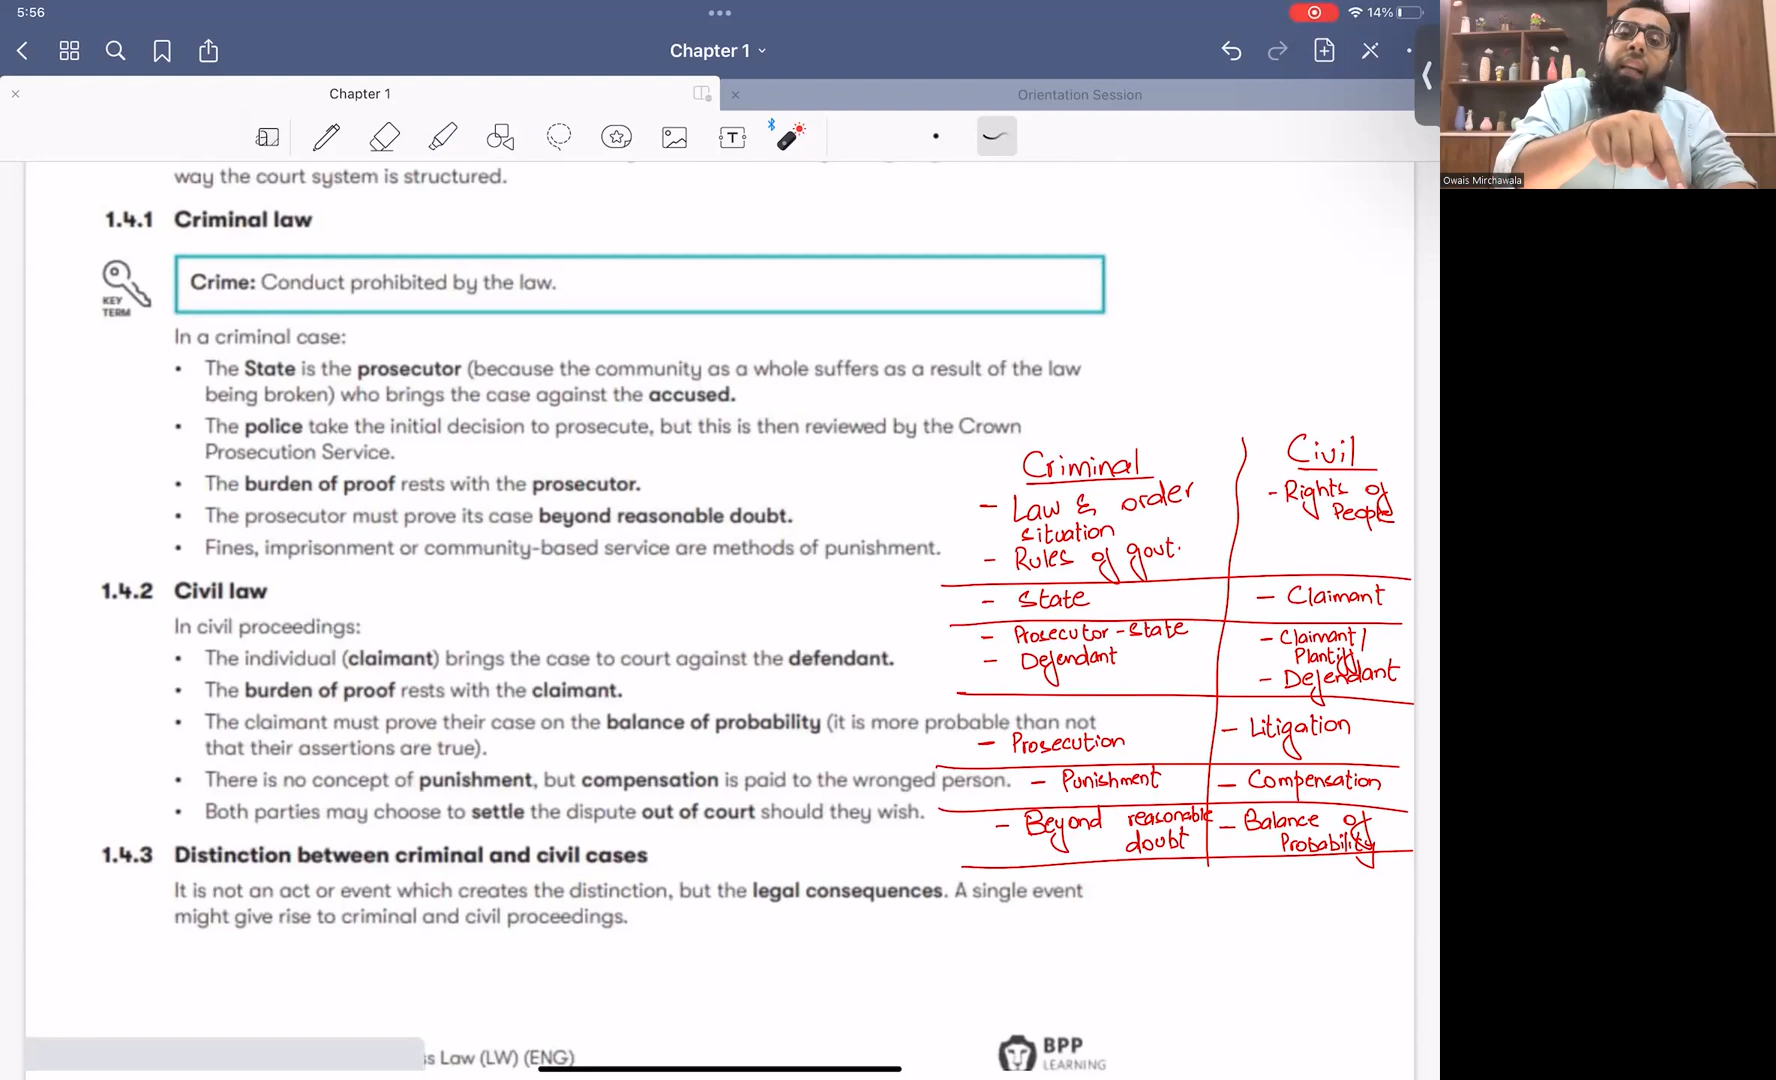 5:56
14%
Chapter 1
Chapter 1
Orientation Session
T
Owais Mirchawala
way the court system is structured.
1.4.1 Criminal law
KEY
TERM
Crime: Conduct prohibited by the law.
In a criminal case:
• The State is the prosecutor (because the community as a whole suffers as a result of the law
being broken) who brings the case against the accused.
• The police take the initial decision to prosecute, but this is then reviewed by the Crown
Prosecution Service.
• The burden of proof rests with the prosecutor.
• The prosecutor must prove its case beyond reasonable doubt.
• Fines, imprisonment or community-based service are methods of punishment.
1.4.2 Civil law
In civil proceedings:
• The individual (claimant) brings the case to court against the defendant.
• The burden of proof rests with the claimant.
• The claimant must prove their case on the balance of probability (it is more probable than not
that their assertions are true).
• There is no concept of punishment, but compensation is paid to the wronged person.
• Both parties may choose to settle the dispute out of court should they wish.
1.4.3 Distinction between criminal and civil cases
It is not an act or event which creates the distinction, but the legal consequences. A single event
might give rise to criminal and civil proceedings.
Criminal
- Law & order
situation
- Rules of govt.
- State
- Prosecutor - State
- Defendant
- Prosecution
- Punishment
- Beyond reasonable
doubt
Civil
- Rights of
People
- Claimant
- Claimant /
Plantiff
- Defendant
- Litigation
- Compensation
- Balance of
Probability
s Law (LW) (ENG)
BPP
LEARNING